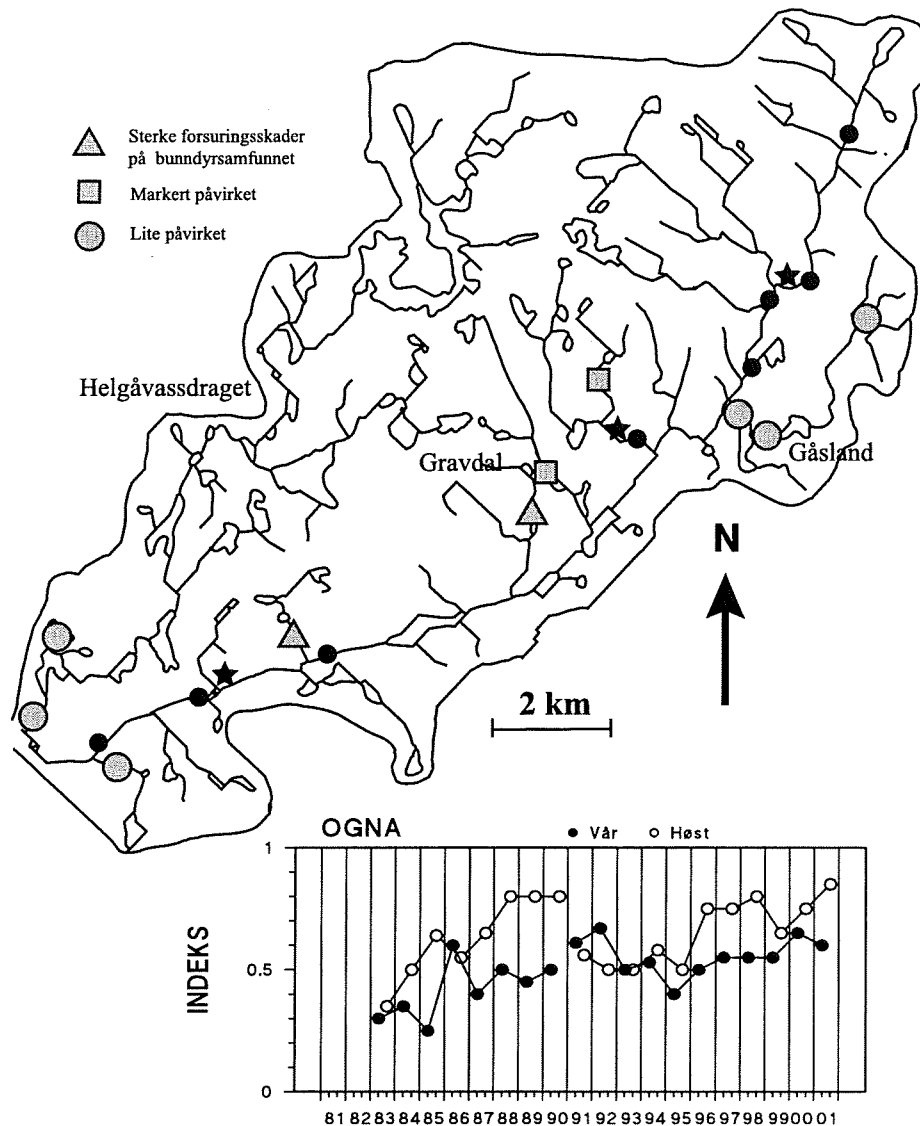 Sterke forsuringsskader
på bunndyrsamfunnet
Markert påvirket
Lite påvirket
Helgåvassdraget
Gravdal
Gåsland
N
2 km
OGNA
Vår
Høst
INDEKS
1
0.5
0
81 82 83 84 85 86 87 88 89 90 91 92 93 94 95 96 97 98 99 00 01